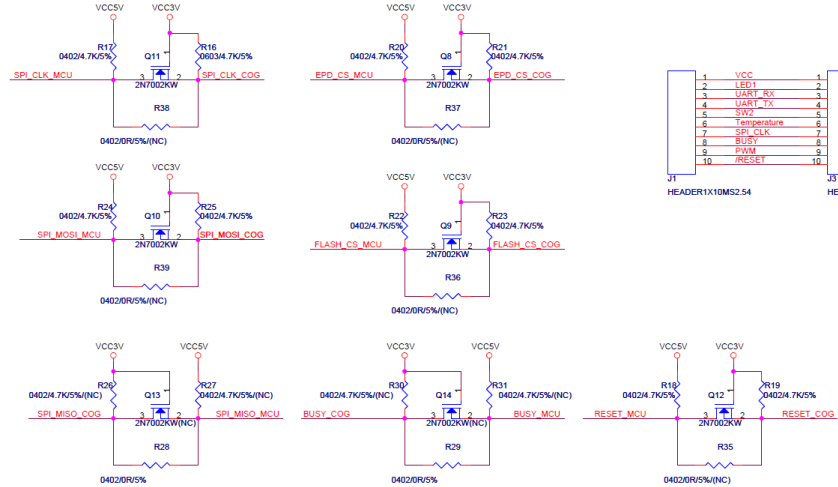 VCC5V
VCC3V
R17
0402/4.7K/5%
Q11
1
R16
0603/4.7K/5%
SPI_CLK_MCU
3
2
SPI_CLK_COG
2N7002KW
R38
0402/0R/5%/(NC)
VCC5V
VCC3V
R20
0402/4.7K/5%
Q8
1
R21
0402/4.7K/5%
EPD_CS_MCU
3
2
EPD_CS_COG
2N7002KW
R37
0402/0R/5%/(NC)
1 VCC 1
2 LED1 2
3 UART_RX 3
4 UART_TX 4
5 SW2 5
6 Temperature 6
7 SPI_CLK 7
8 BUSY 8
9 PWM 9
10 /RESET 10
J1
HEADER1X10MS2.54
J3
HE
VCC5V
VCC3V
R24
0402/4.7K/5%
Q10
1
R25
0402/4.7K/5%
SPI_MOSI_MCU
3
2
SPI_MOSI_COG
2N7002KW
R39
0402/0R/5%/(NC)
VCC5V
VCC3V
R22
0402/4.7K/5%
Q9
1
R23
0402/4.7K/5%
FLASH_CS_MCU
3
2
FLASH_CS_COG
2N7002KW
R36
0402/0R/5%/(NC)
VCC3V
VCC5V
R26
0402/4.7K/5%/(NC)
Q13
1
R27
0402/4.7K/5%/(NC)
SPI_MISO_COG
3
2
SPI_MISO_MCU
2N7002KW(NC)
R28
0402/0R/5%
VCC3V
VCC5V
R30
0402/4.7K/5%/(NC)
Q14
1
R31
0402/4.7K/5%/(NC)
BUSY_COG
3
2
BUSY_MCU
2N7002KW(NC)
R29
0402/0R/5%
VCC5V
VCC3V
R18
0402/4.7K/5%
Q12
1
R19
0402/4.7K/5%
RESET_MCU
3
2
RESET_COG
2N7002KW
R35
0402/0R/5%/(NC)